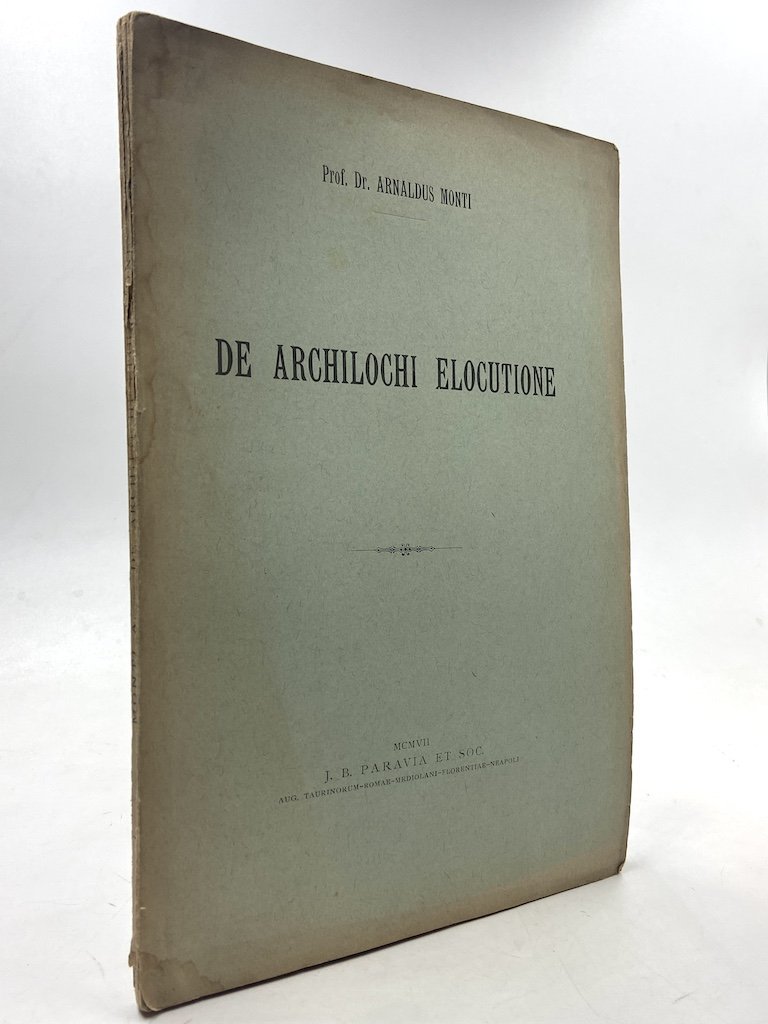 Prof. Dr. ARNALDUS MONTI
DE ARCHILOCHI ELOCUTIONE
MCMVII
J. B. PARAVIA ET SOC.
AUG. TAURINORUM-ROMAE-MEDIOLANI-FLORENTIAE-NEAPOLI